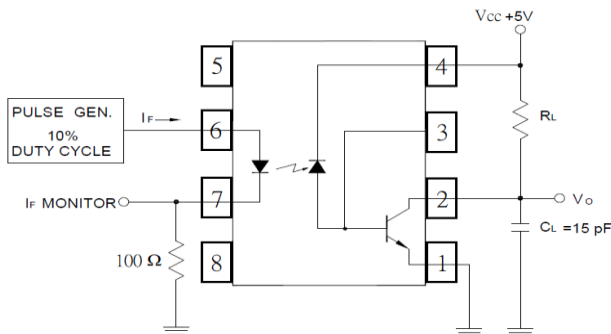 Vcc +5V
5
4
PULSE GEN.
10%
DUTY CYCLE
IF
6
3
RL
IF MONITOR
7
2
Vo
CL =15 pF
100 Ω
8
1